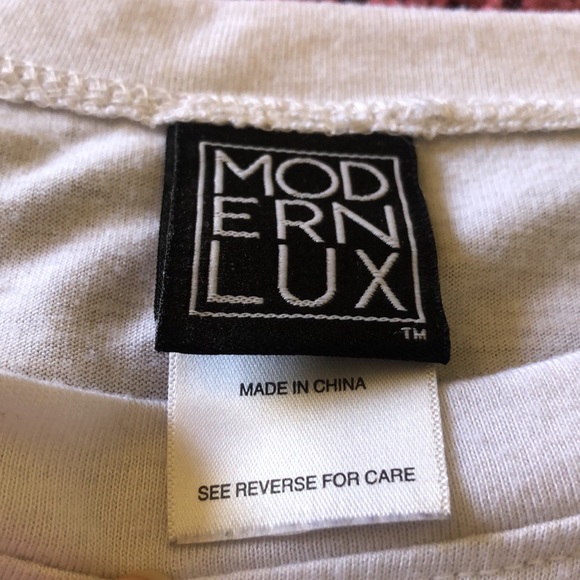 MOD
ERN
LUX
TM
MADE IN CHINA
SEE REVERSE FOR CARE